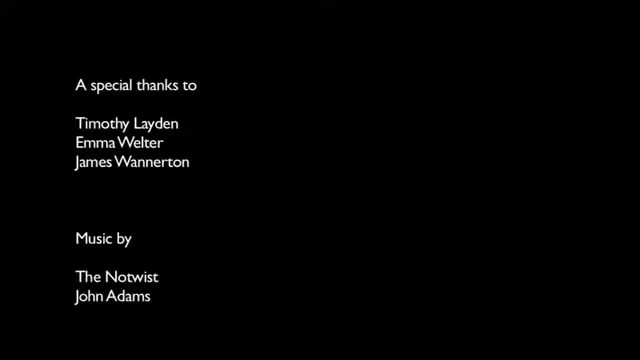 A special thanks to
Timothy Layden
Emma Welter
James Wannerton
Music by
The Notwist
John Adams